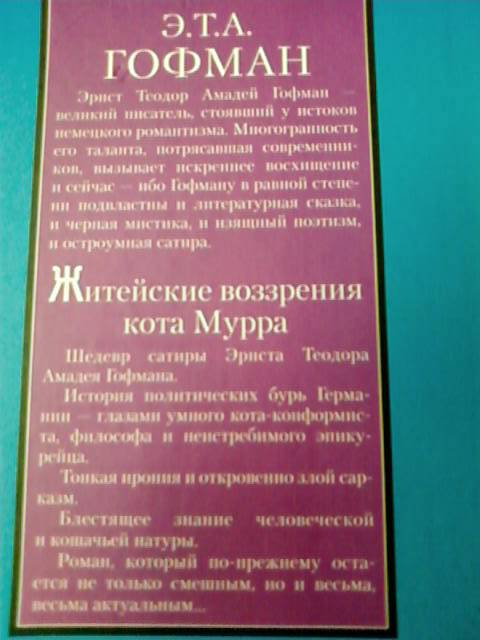 Э.Т.А.
ГОФМАН
Эрнст Теодор Амадей Гофман —
великий писатель, стоявший у истоков
немецкого романтизма. Многогранность
его таланта, потрясавшая современни-
ков, вызывает искреннее восхищение
и сейчас — ибо Гофману в равной степе-
ни подвластны и литературная сказка,
и черная мистика, и изящный поэтизм,
и остроумная сатира.
Житейские воззрения
кота Мурра
Шедевр сатиры Эрнста Теодора
Амадея Гофмана.
История политических бурь Герма-
нии — глазами умного кота-конформис-
та, философа и неистребимого эпику-
рейца.
Тонкая ирония и откровенно злой сар-
казм.
Блестящее знание человеческой
и кошачьей натуры.
Роман, который по-прежнему оста-
ется не только смешным, но и весьма,
весьма актуальным...